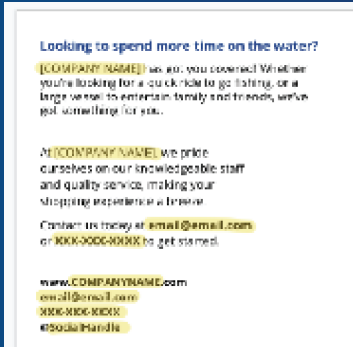 Looking to spend more time on the water?
[COMPANY NAME] has got you covered! Whether
you're looking for a quick ride to go fishing, or a
large vessel to entertain family and friends, we've
got something for you.
At [COMPANY NAME], we pride
ourselves on our knowledgeable staff
and quality service, making your
shopping experience a breeze.
Contact us today at email@email.com
or XXX-XXX-XXXX to get started.
www.COMPANYNAME.com
email@email.com
XXX-XXX-XXXX
@SocialHandle